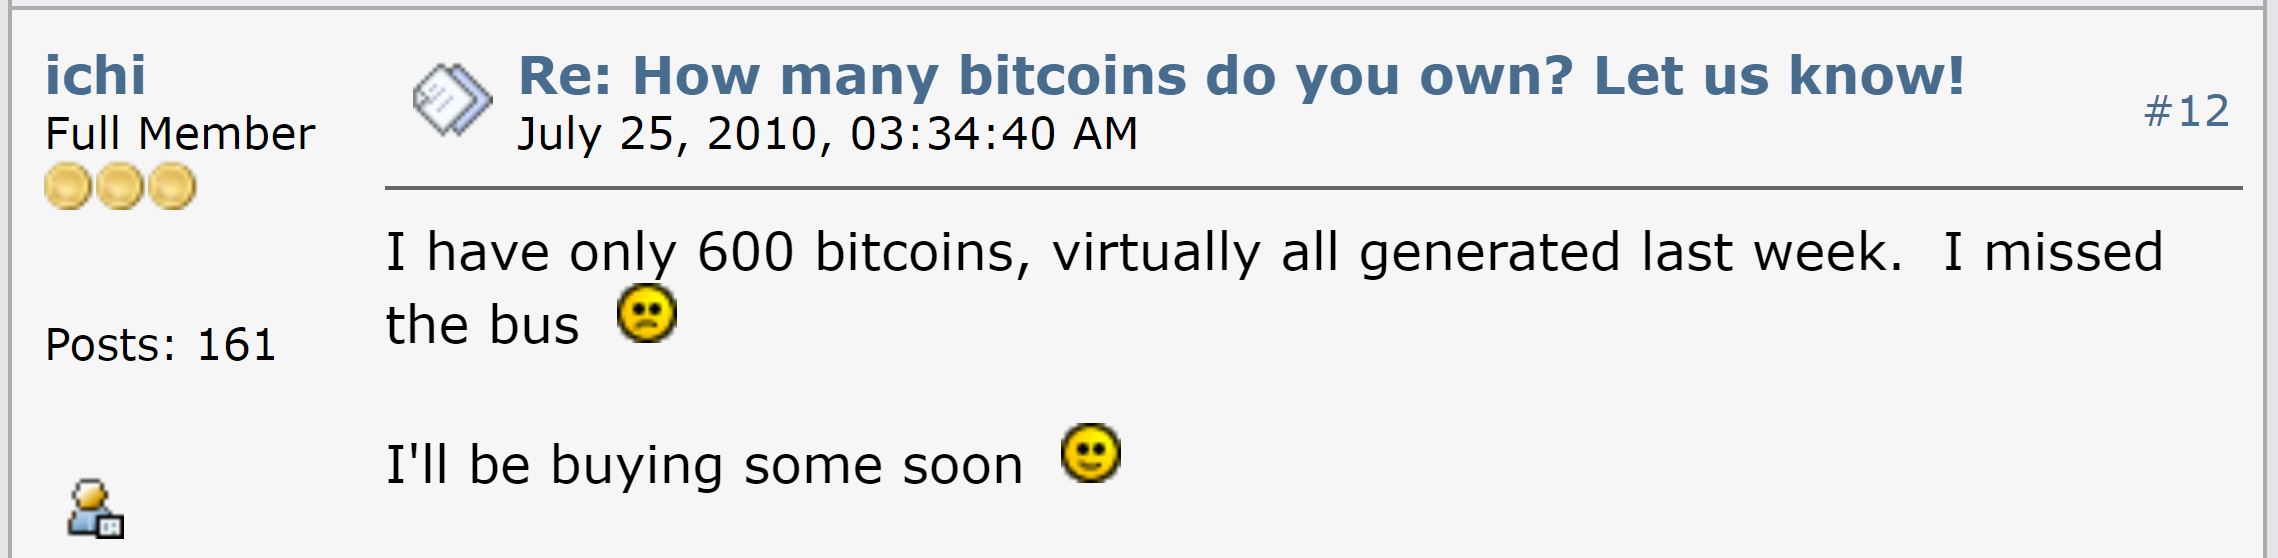 ichi
Full Member
Posts: 161
Re: How many bitcoins do you own? Let us know!
July 25, 2010, 03:34:40 AM
#12
I have only 600 bitcoins, virtually all generated last week.  I missed
the bus
I'll be buying some soon